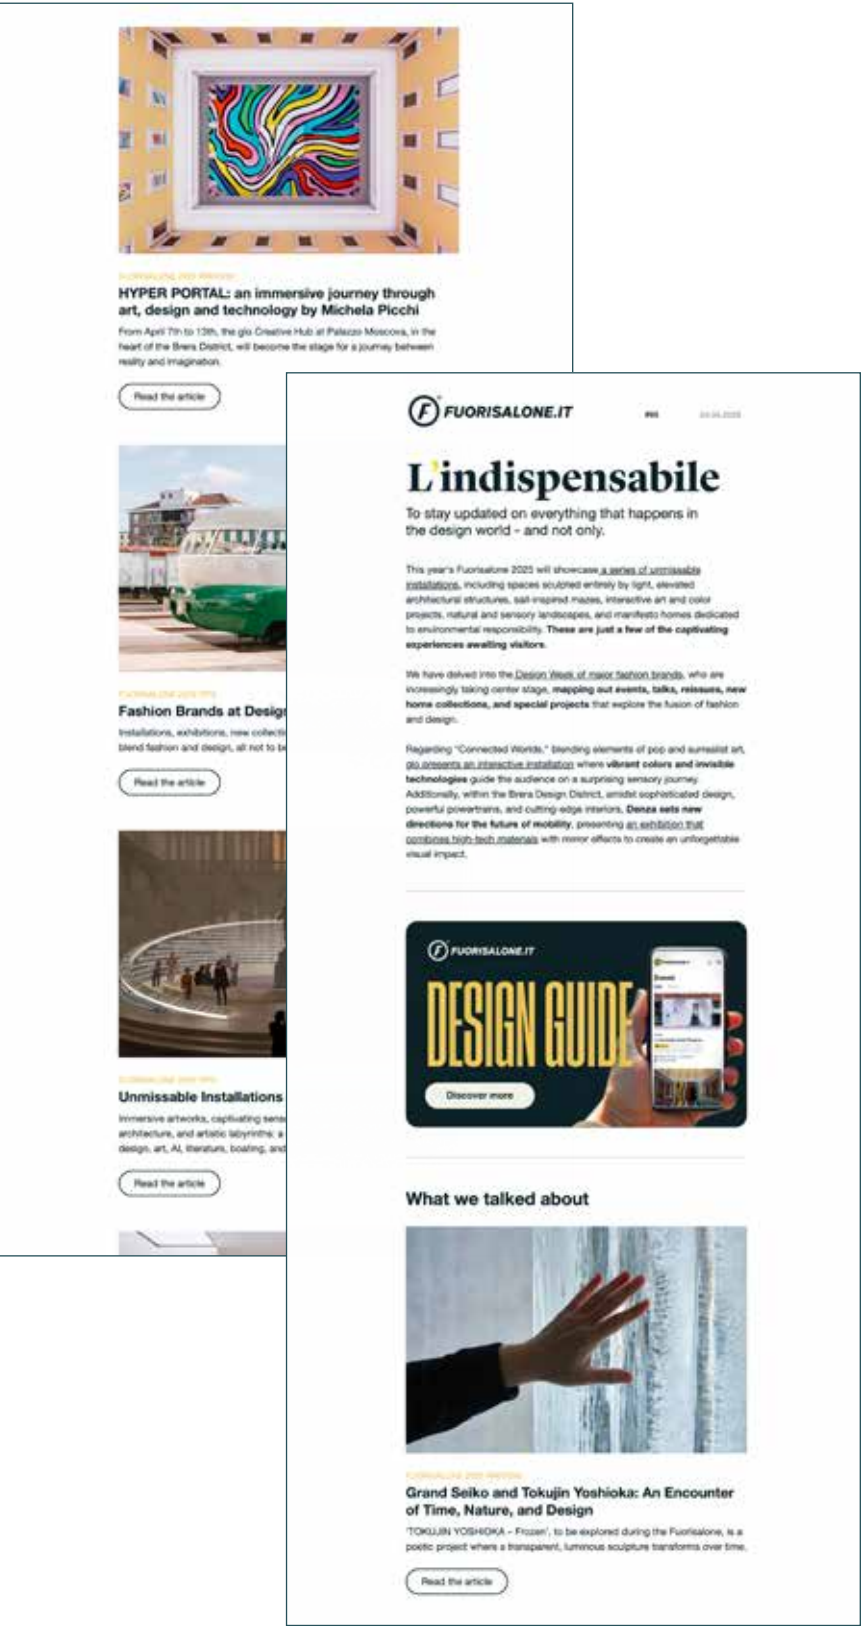 HYPER PORTAL: an immersive journey through
art, design and technology by Michela Picchi
From April 7th to 13th, the glo Creative Hub at Palazzo Moscova, in the
heart of the Brera District, will become the stage for a journey between
reality and imagination.
Read the article
Fashion Brands at Desig
Installations, exhibitions, new collecti
blend fashion and design, all not to be
Read the article
Unmissable Installations
Immersive artworks, captivating sens
architecture, and artistic labyrinths: a
design, art, AI, literature, boating, and
Read the article
FUORISALONE.IT
L'indispensabile
To stay updated on everything that happens in
the design world - and not only.
This year's Fuorisalone 2025 will showcase a series of unmissable
installations, including spaces sculpted entirely by light, elevated
architectural structures, sail-inspired mazes, interactive art and color
projects, natural and sensory landscapes, and manifesto homes dedicated
to environmental responsibility. These are just a few of the captivating
experiences awaiting visitors.
We have delved into the Design Week of major fashion brands, who are
increasingly taking center stage, mapping out events, talks, reissues, new
home collections, and special projects that explore the fusion of fashion
and design.
Regarding "Connected Worlds," blending elements of pop and surrealist art,
glo presents an interactive installation where vibrant colors and invisible
technologies guide the audience on a surprising sensory journey.
Additionally, within the Brera Design District, amidst sophisticated design,
powerful powertrains, and cutting-edge interiors, Denza sets new
directions for the future of mobility, presenting an exhibition that
combines high-tech materials with mirror effects to create an unforgettable
visual impact.
FUORISALONE.IT
DESIGN GUIDE
Discover more
What we talked about
Grand Seiko and Tokujin Yoshioka: An Encounter
of Time, Nature, and Design
'TOKUJIN YOSHIOKA – Frozen', to be explored during the Fuorisalone, is a
poetic project where a transparent, luminous sculpture transforms over time.
Read the article